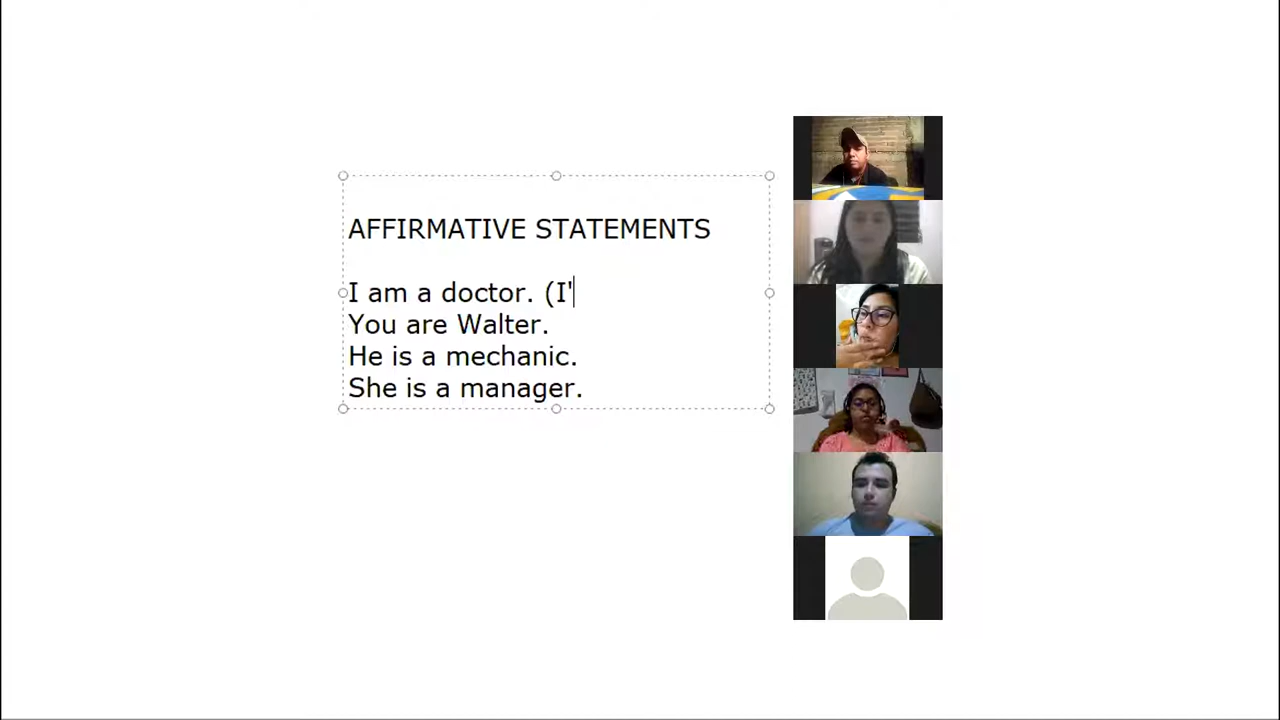 AFFIRMATIVE STATEMENTS
I am a doctor. (I'
You are Walter.
He is a mechanic.
She is a manager.